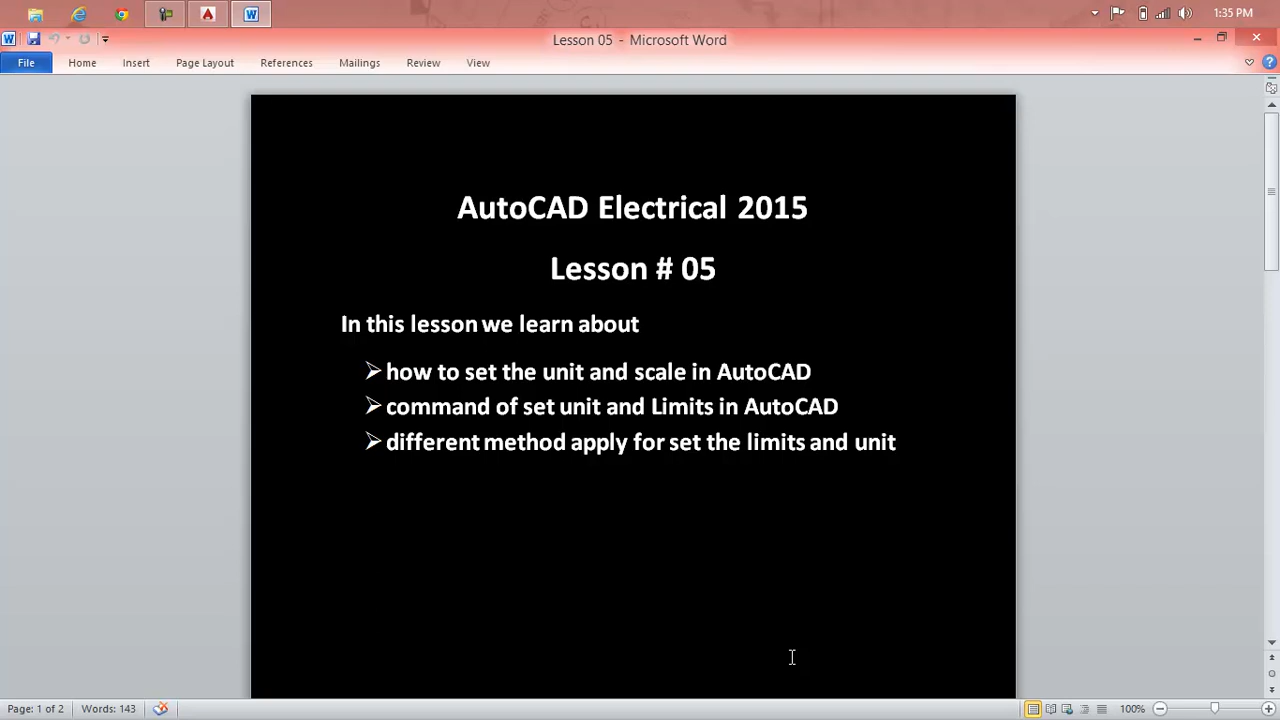 1:35 PM
Lesson 05 - Microsoft Word
File Home Insert Page Layout References Mailings Review View
AutoCAD Electrical 2015
Lesson # 05
In this lesson we learn about
➢ how to set the unit and scale in AutoCAD
➢ command of set unit and Limits in AutoCAD
➢ different method apply for set the limits and unit
Page: 1 of 2 Words: 143 100%